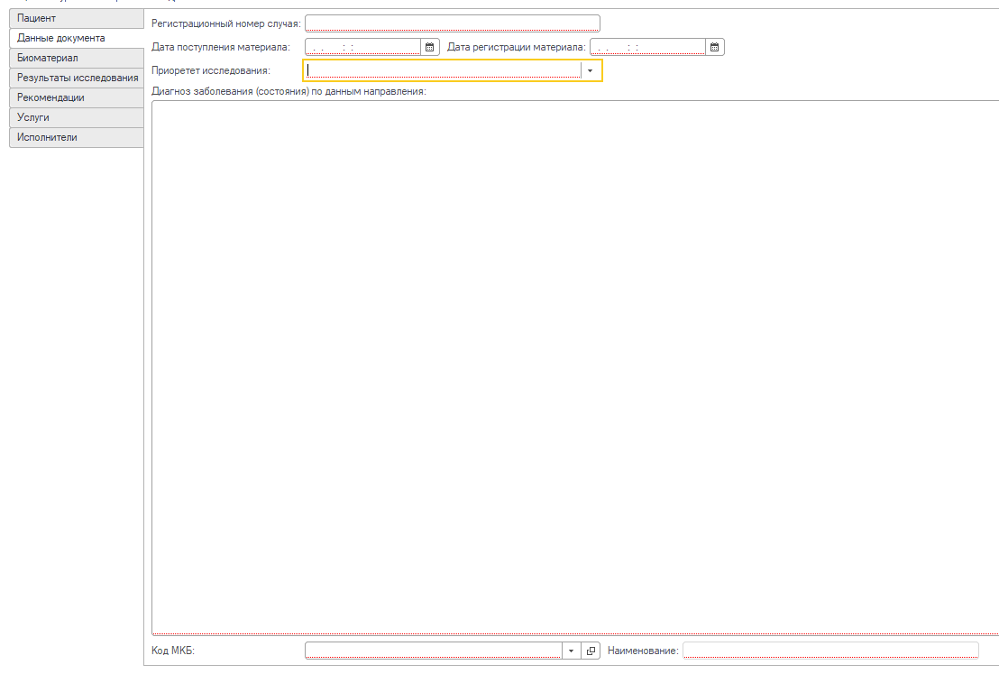 Пациент
Данные документа
Биоматериал
Результаты исследования
Рекомендации
Услуги
Исполнители
Регистрационный номер случая:
Дата поступления материала: . . : : Дата регистрации материала: . . : :
Приоретет исследования:
Диагноз заболевания (состояния) по данным направления:
Код МКБ: Наименование: